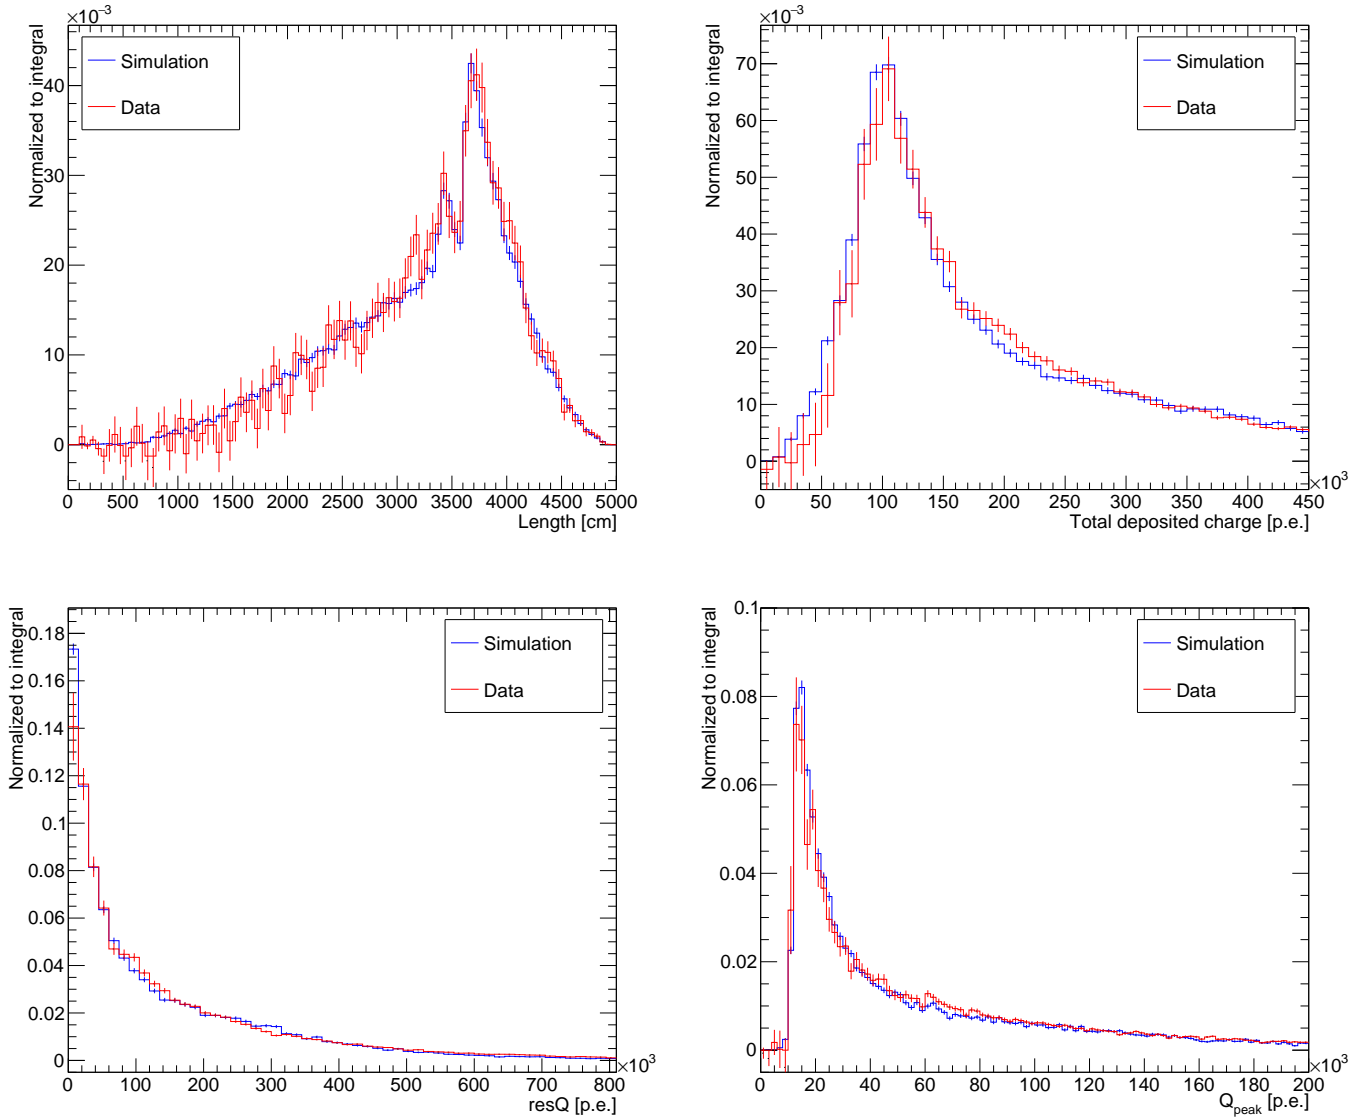 ×10⁻³
Normalized to integral
Simulation
Data
40
30
20
10
0
0 500 1000 1500 2000 2500 3000 3500 4000 4500 5000
Length [cm]
×10⁻³
Normalized to integral
Simulation
Data
70
60
50
40
30
20
10
0
0 50 100 150 200 250 300 350 400 450
×10³
Total deposited charge [p.e.]
Normalized to integral
Simulation
Data
0.18
0.16
0.14
0.12
0.1
0.08
0.06
0.04
0.02
0
0 100 200 300 400 500 600 700 800
×10³
resQ [p.e.]
Normalized to integral
Simulation
Data
0.1
0.08
0.06
0.04
0.02
0
0 20 40 60 80 100 120 140 160 180 200
×10³
Q_peak [p.e.]